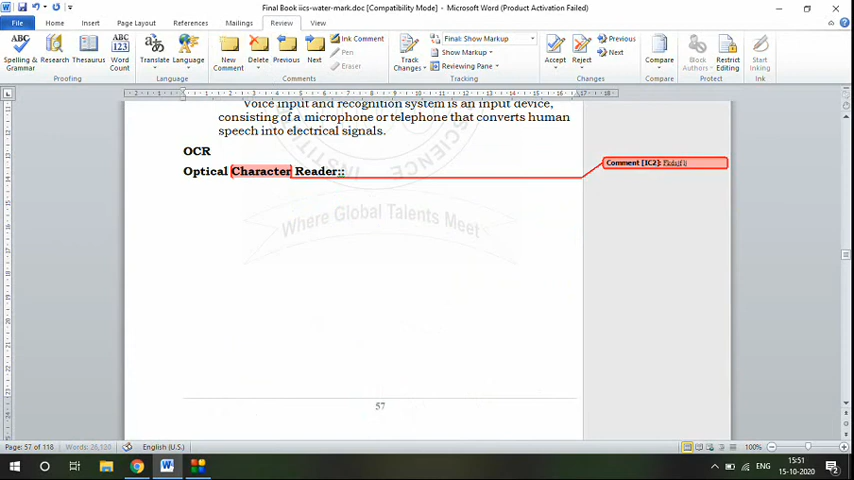 Final Book iics-water-mark.doc [Compatibility Mode] - Microsoft Word (Product Activation Failed)
File Home Insert Page Layout References Mailings Review View
Spelling & Grammar Research Thesaurus Word Count
Translate Language
New Comment Delete Previous Next
Ink Comment
Pen
Eraser
Track Changes
Final: Show Markup
Show Markup
Reviewing Pane
Accept Reject
Previous
Next
Compare
Block Authors Restrict Editing
Start Inking
Proofing Language Comments Tracking Changes Compare Protect Ink
Voice input and recognition system is an input device,
consisting of a microphone or telephone that converts human
speech into electrical signals.
OCR
Optical Character Reader::
Comment [IC2]:
SCIENCE
Where Global Talents Meet
57
Page: 57 of 118 Words: 26,130 English (U.S.) 100%
ENG
15:51
15-10-2020